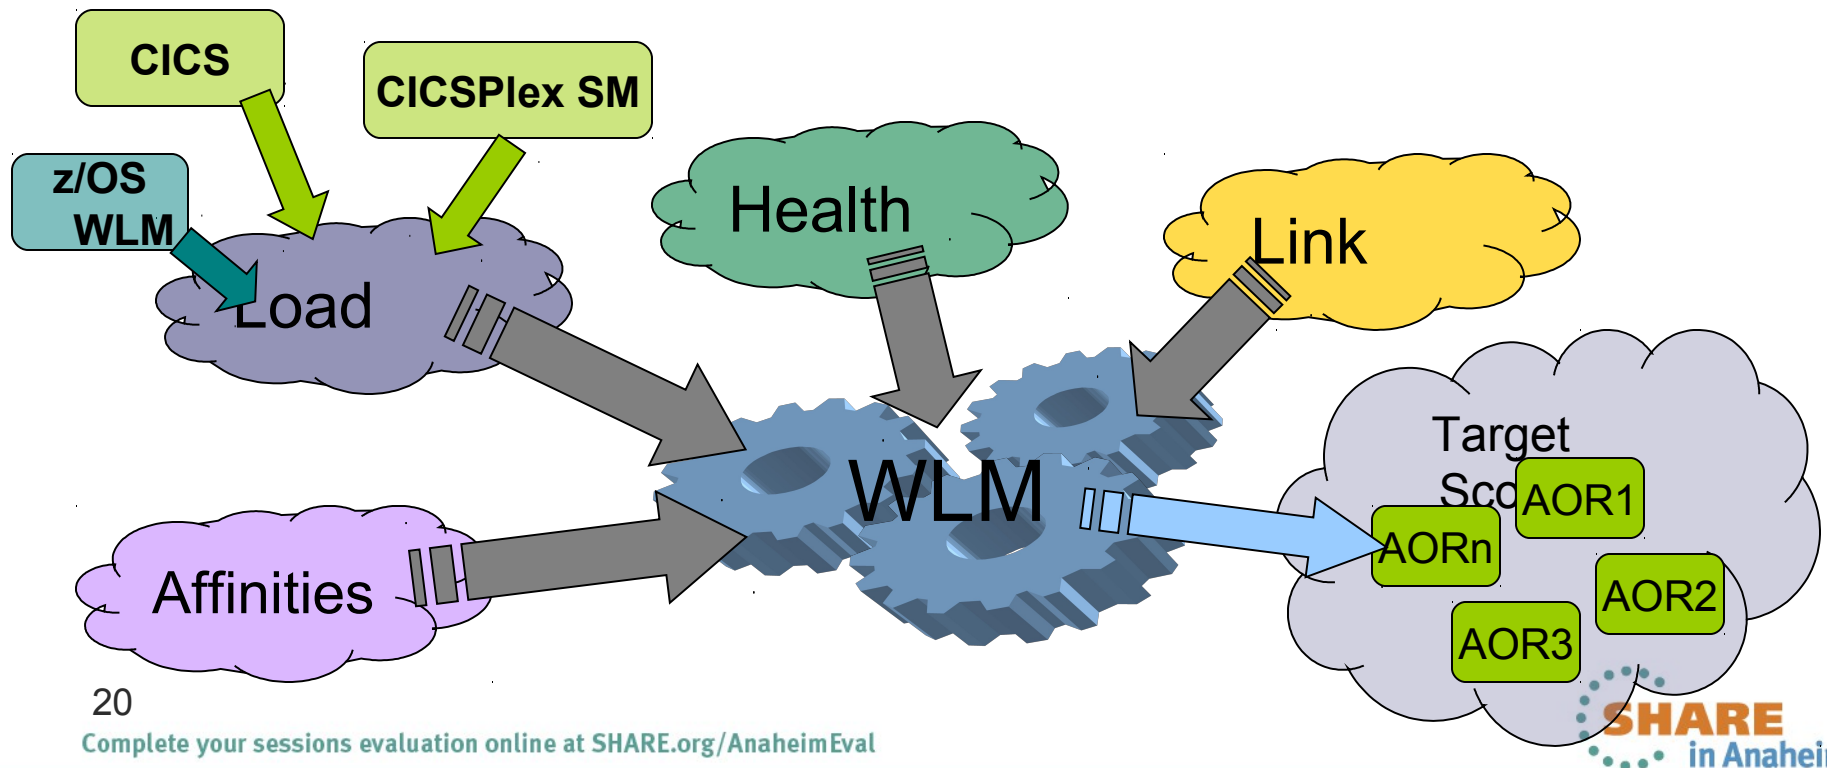 CICS
CICSPlex SM
z/OS
WLM
Health
Link
Load
Target
AOR1
AORn
WLM
Affinities
AOR2
AOR3
20
Complete your sessions evaluation online at SHARE.org/AnaheimEval
SHARE
in